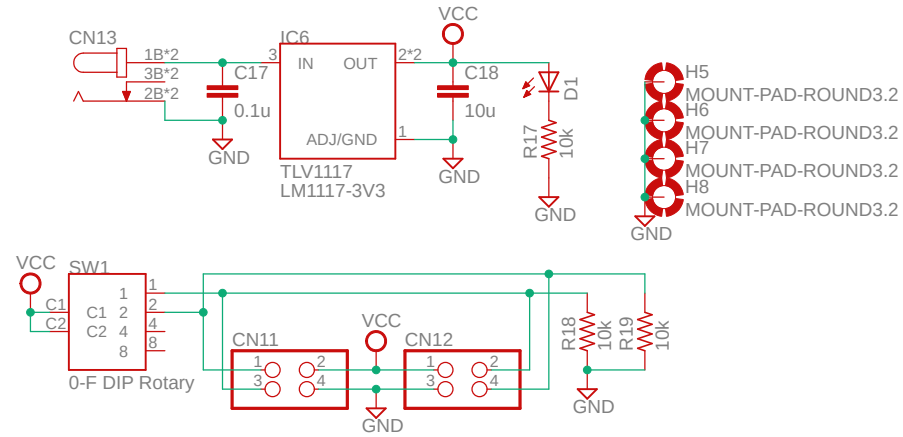 VCC
CN13
1B*2
3B*2
2B*2
C17
0.1u
GND
IC6
3
IN
OUT
2*2
ADJ/GND
1
TLV1117
LM1117-3V3
C18
10u
GND
D1
R17
10k
GND
H5
MOUNT-PAD-ROUND3.2
H6
MOUNT-PAD-ROUND3.2
H7
MOUNT-PAD-ROUND3.2
H8
MOUNT-PAD-ROUND3.2
GND
VCC
SW1
C1
C2
C1
C2
1
2
4
8
1
2
4
8
0-F DIP Rotary
CN11
1
2
3
4
VCC
GND
CN12
1
2
3
4
R18
10k
R19
10k
GND